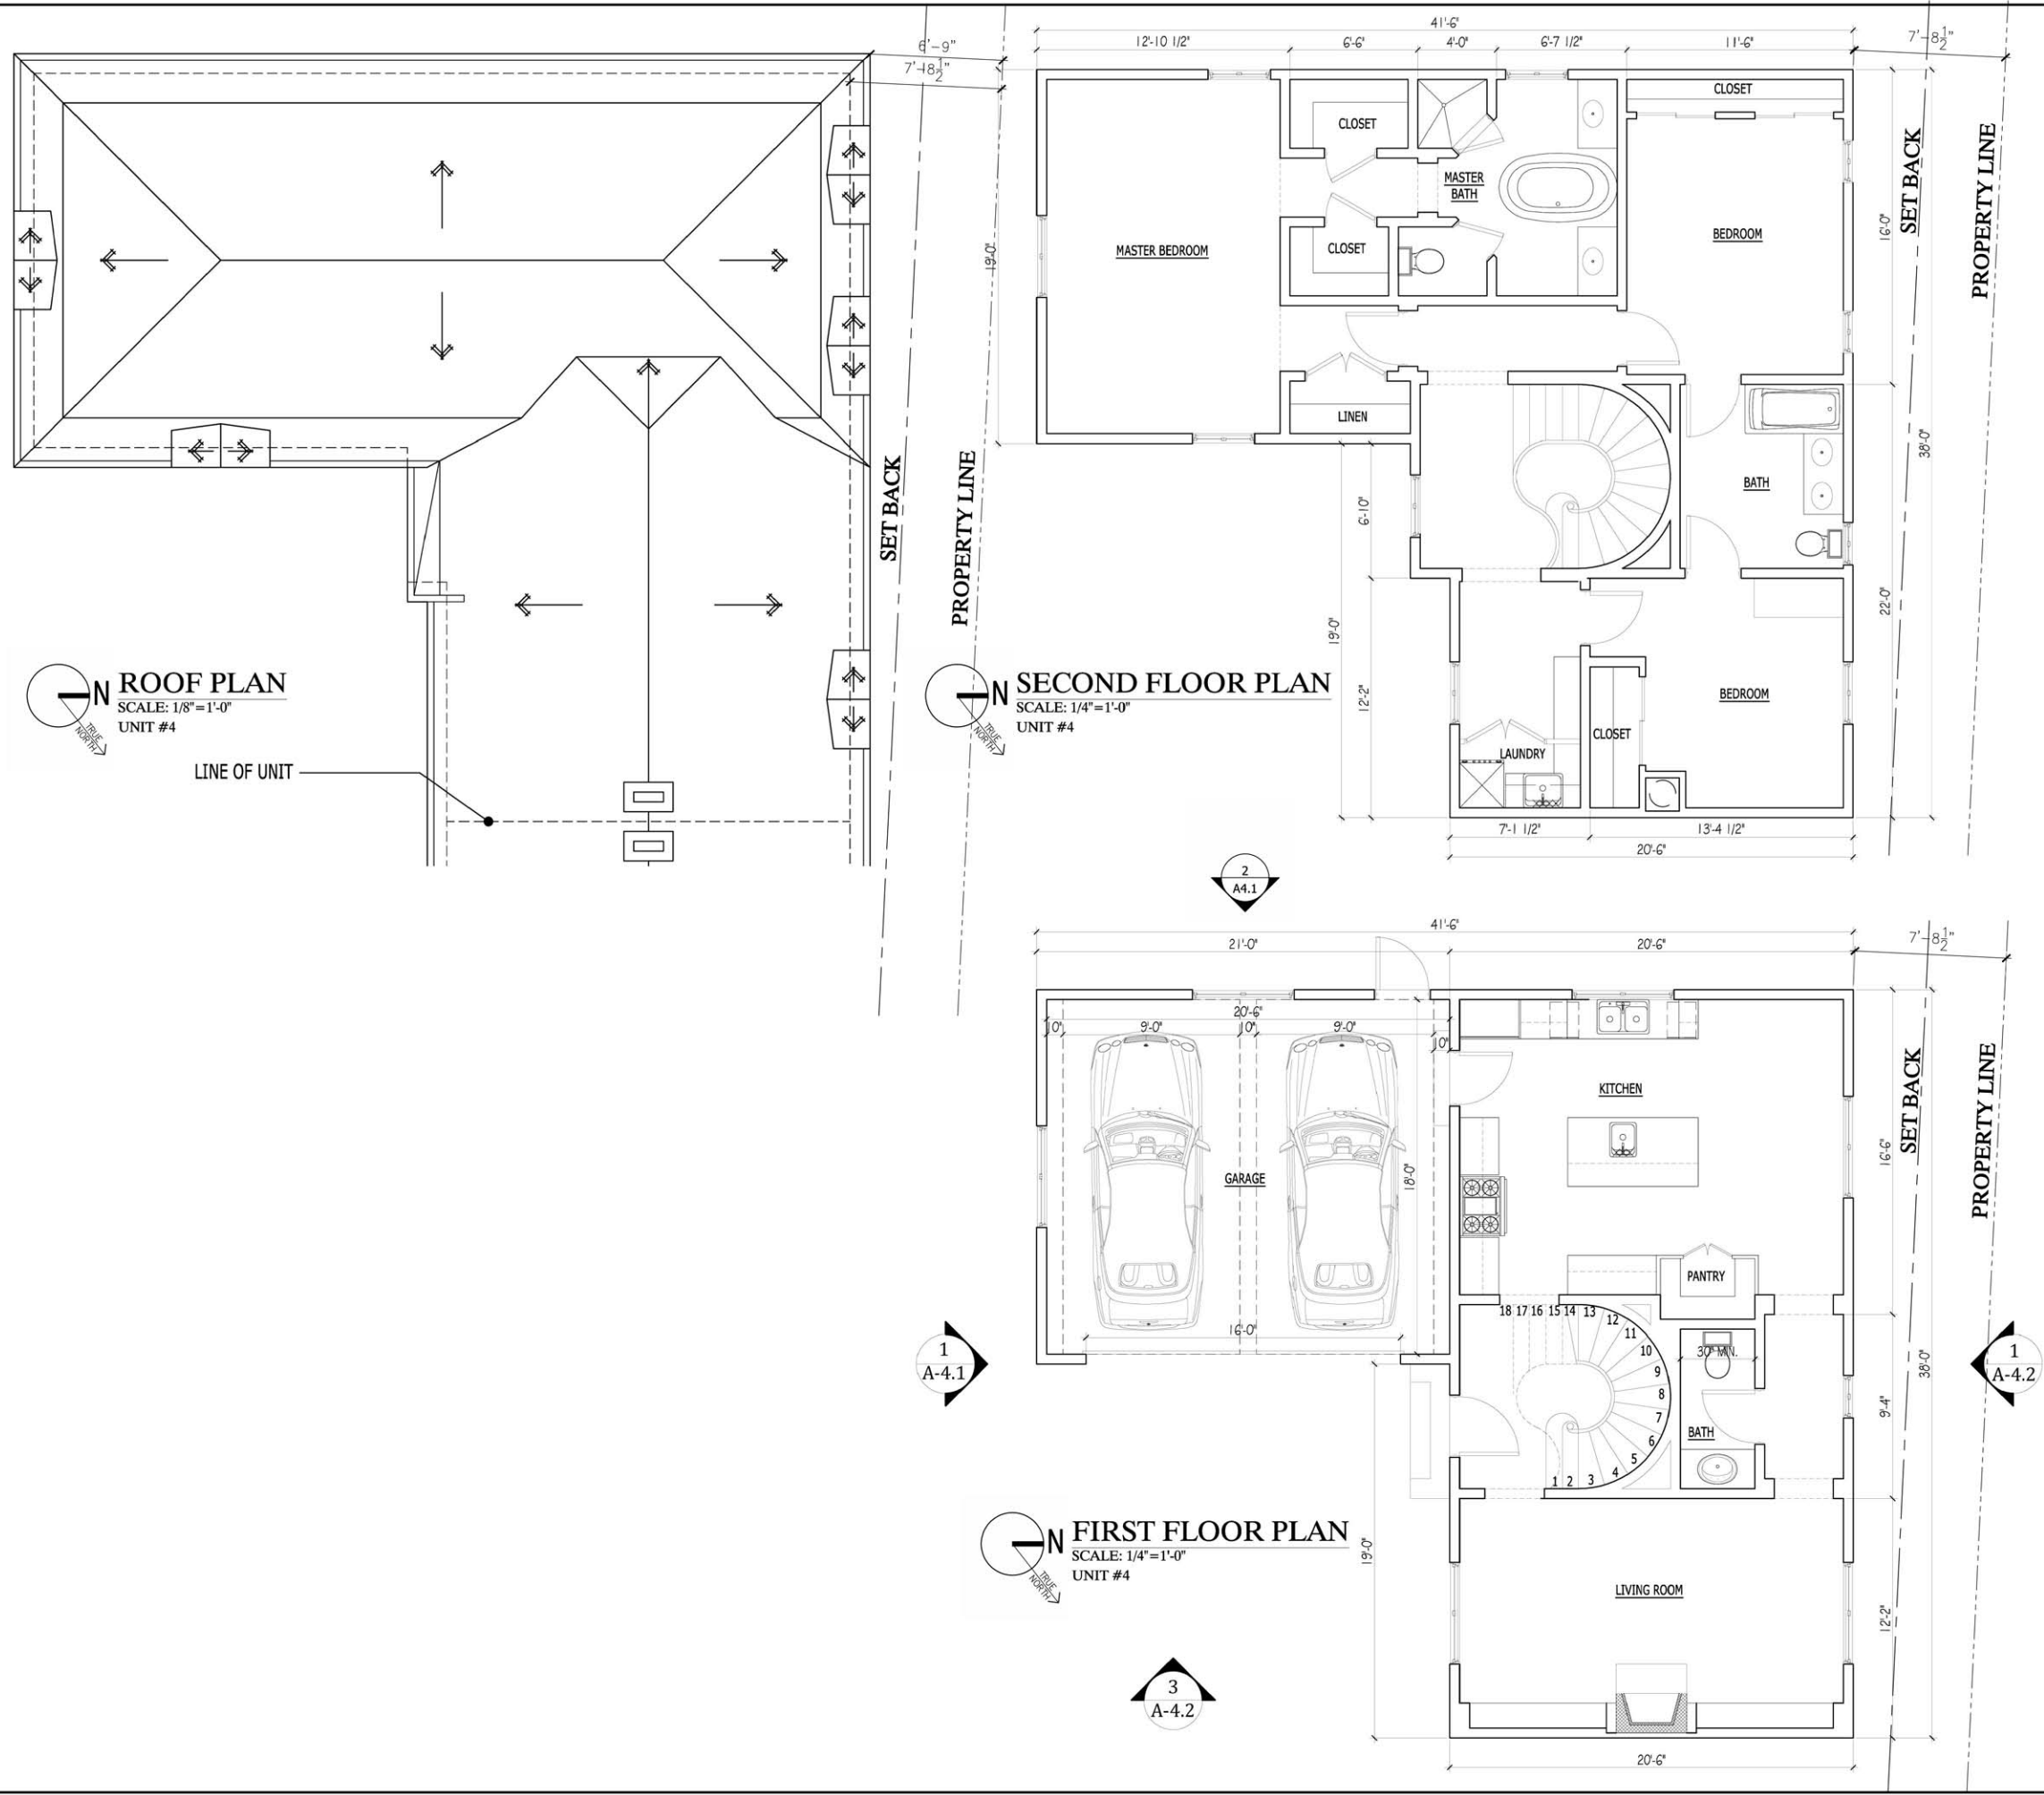 6'-9"
7'-8 1/2"
SET BACK
PROPERTY LINE
N
TRUE NORTH
ROOF PLAN
SCALE: 1/8"=1'-0"
UNIT #4
LINE OF UNIT
41'-6"
12'-10 1/2"
6'-6"
4'-0"
6'-7 1/2"
11'-6"
7'-8 1/2"
CLOSET
CLOSET
MASTER
BATH
MASTER BEDROOM
CLOSET
BEDROOM
19'-0"
16'-0"
SET BACK
PROPERTY LINE
LINEN
38'-0"
6'-10"
BATH
22'-0"
19'-0"
12'-2"
N
TRUE NORTH
SECOND FLOOR PLAN
SCALE: 1/4"=1'-0"
UNIT #4
BEDROOM
CLOSET
LAUNDRY
7'-1 1/2"
13'-4 1/2"
20'-6"
2
A4.1
41'-6"
21'-0"
20'-6"
7'-8 1/2"
20'-6"
10"
9'-0"
10"
9'-0"
10"
KITCHEN
SET BACK
PROPERTY LINE
16'-6"
GARAGE
18'-0"
PANTRY
16'-0"
18 17 16 15 14 13
12
11
10
9
8
7
6
5
4
3
2
1
30" MIN.
BATH
1
A-4.1
1
A-4.2
38'-0"
9'-4"
N
TRUE NORTH
FIRST FLOOR PLAN
SCALE: 1/4"=1'-0"
UNIT #4
19'-0"
LIVING ROOM
12'-2"
3
A-4.2
20'-6"